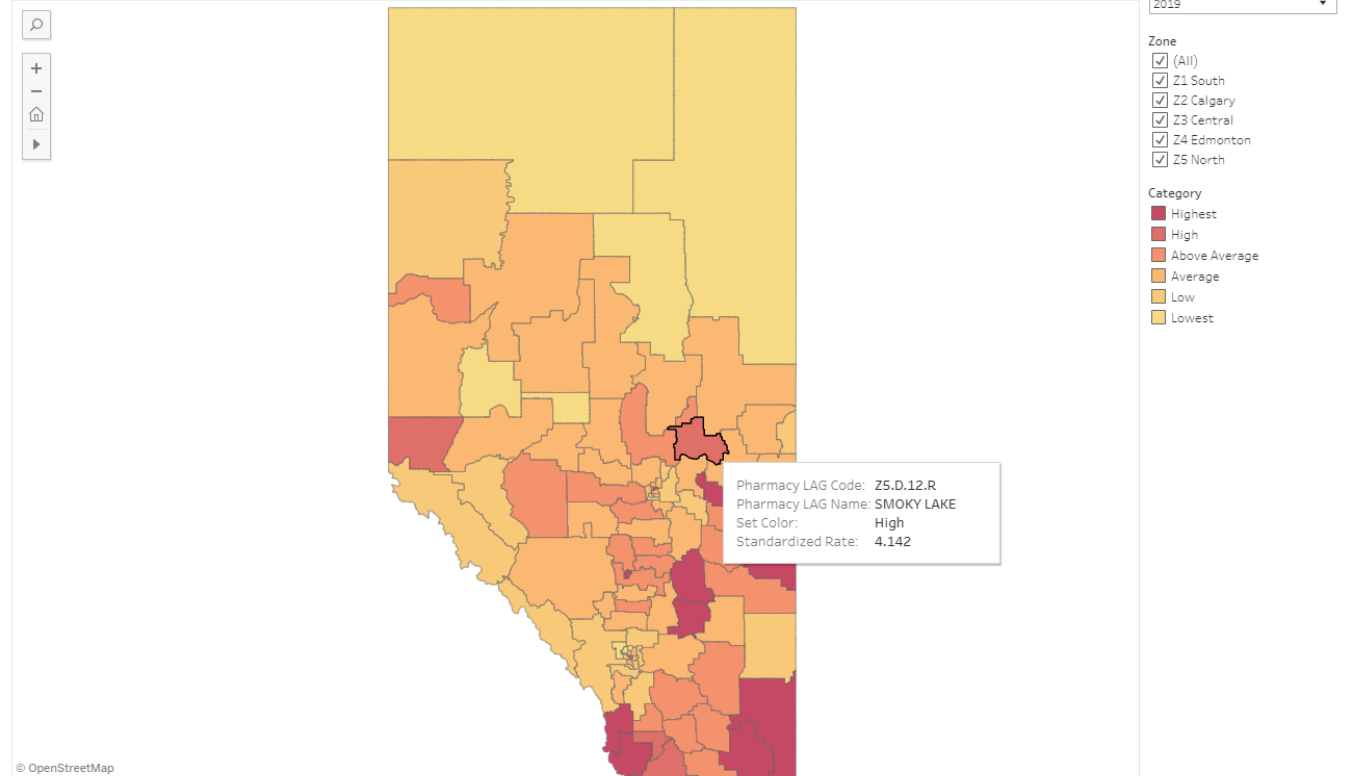 2019
Zone
(All)
Z1 South
Z2 Calgary
Z3 Central
Z4 Edmonton
Z5 North
Category
Highest
High
Above Average
Average
Low
Lowest
Pharmacy LAG Code: Z5.D.12.R
Pharmacy LAG Name: SMOKY LAKE
Set Color: High
Standardized Rate: 4.142
© OpenStreetMap